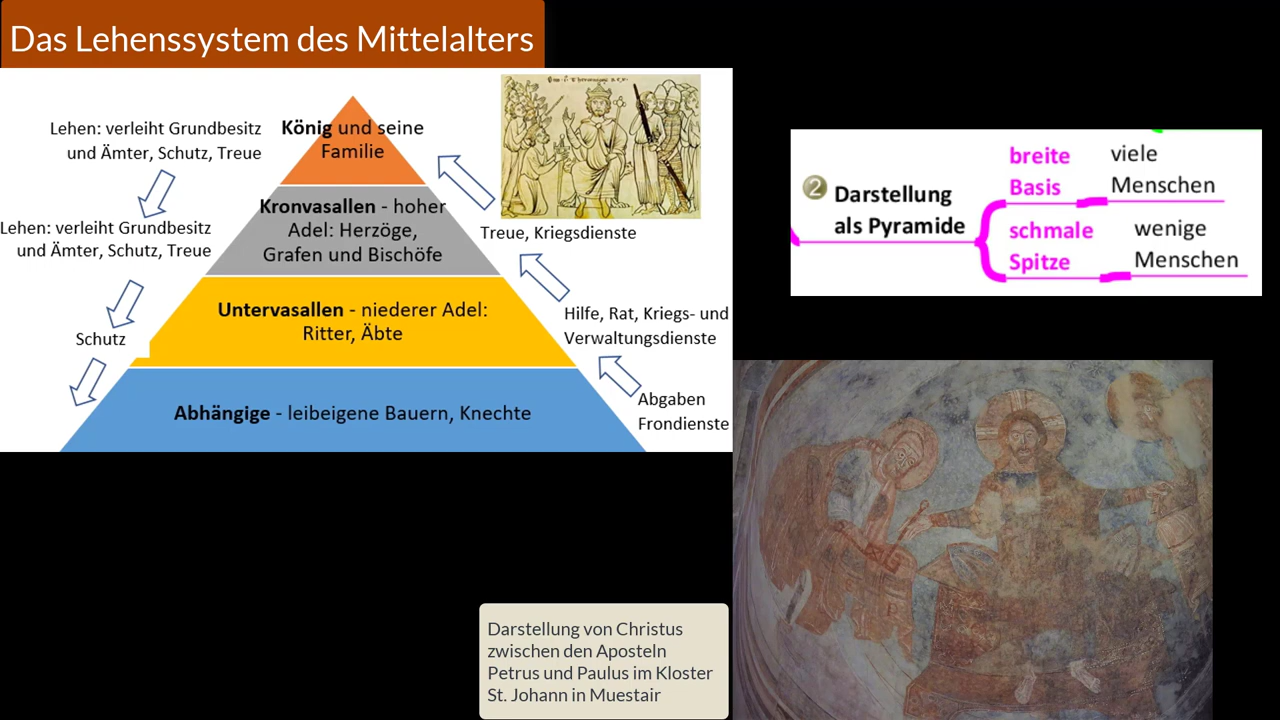 Das Lehenssystem des Mittelalters
Lehen: verleiht Grundbesitz
und Ämter, Schutz, Treue
Lehen: verleiht Grundbesitz
und Ämter, Schutz, Treue
Schutz
König und seine
Familie
Kronvasallen - hoher
Adel: Herzöge,
Grafen und Bischöfe
Untervasallen - niederer Adel:
Ritter, Äbte
Abhängige - leibeigene Bauern, Knechte
Treue, Kriegsdienste
Hilfe, Rat, Kriegs- und
Verwaltungsdienste
Abgaben
Frondienste
2 Darstellung
als Pyramide
breite
Basis
viele
Menschen
schmale
Spitze
wenige
Menschen
Darstellung von Christus
zwischen den Aposteln
Petrus und Paulus im Kloster
St. Johann in Muestair